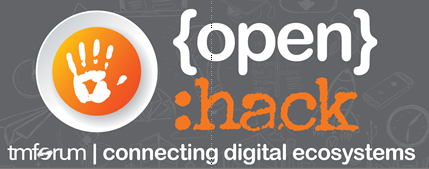 {open}
:hack
tmforum | connecting digital ecosystems